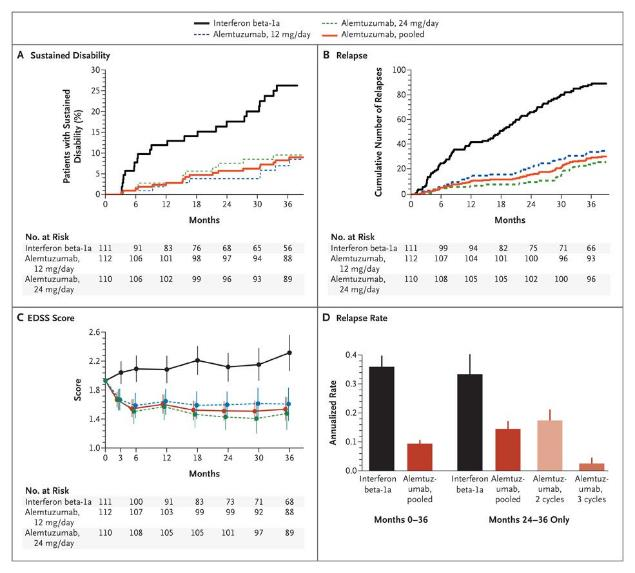 Interferon beta-1a
Alemtuzumab, 24 mg/day
Alemtuzumab, 12 mg/day
Alemtuzumab, pooled
A Sustained Disability
Patients with Sustained
Disability (%)
30
25
20
15
10
5
0
0 6 12 18 24 30 36
Months
No. at Risk
Interferon beta-1a 111 91 83 76 68 65 56
Alemtuzumab, 112 106 101 98 97 94 88
12 mg/day
Alemtuzumab, 110 106 102 99 96 93 89
24 mg/day
B Relapse
Cumulative Number of Relapses
100
80
60
40
20
0
0 6 12 18 24 30 36
Months
No. at Risk
Interferon beta-1a 111 99 94 82 75 71 66
Alemtuzumab, 112 107 104 101 100 96 93
12 mg/day
Alemtuzumab, 110 108 105 105 102 100 96
24 mg/day
C EDSS Score
Score
2.6
2.2
1.8
1.4
1.0
0 3 6 12 18 24 30 36
Months
No. at Risk
Interferon beta-1a 111 100 91 83 73 71 68
Alemtuzumab, 112 107 103 99 99 92 88
12 mg/day
Alemtuzumab, 110 108 105 105 101 97 89
24 mg/day
D Relapse Rate
Annualized Rate
0.4
0.3
0.2
0.1
0.0
Interferon
beta-1a
Alemtuz-
umab,
pooled
Interferon
beta-1a
Alemtuz-
umab,
pooled
Alemtuz-
umab,
2 cycles
Alemtuz-
umab,
3 cycles
Months 0–36
Months 24–36 Only